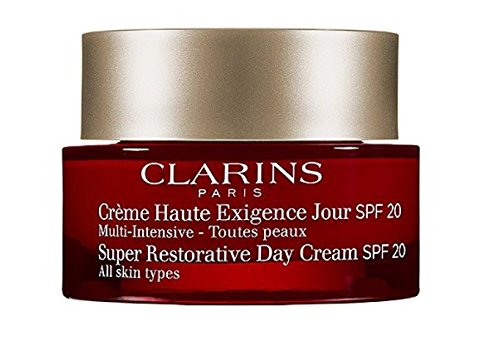 CLARINS
PARIS
Crème Haute Exigence Jour SPF 20
Multi-Intensive - Toutes peaux
Super Restorative Day Cream SPF 20
All skin types